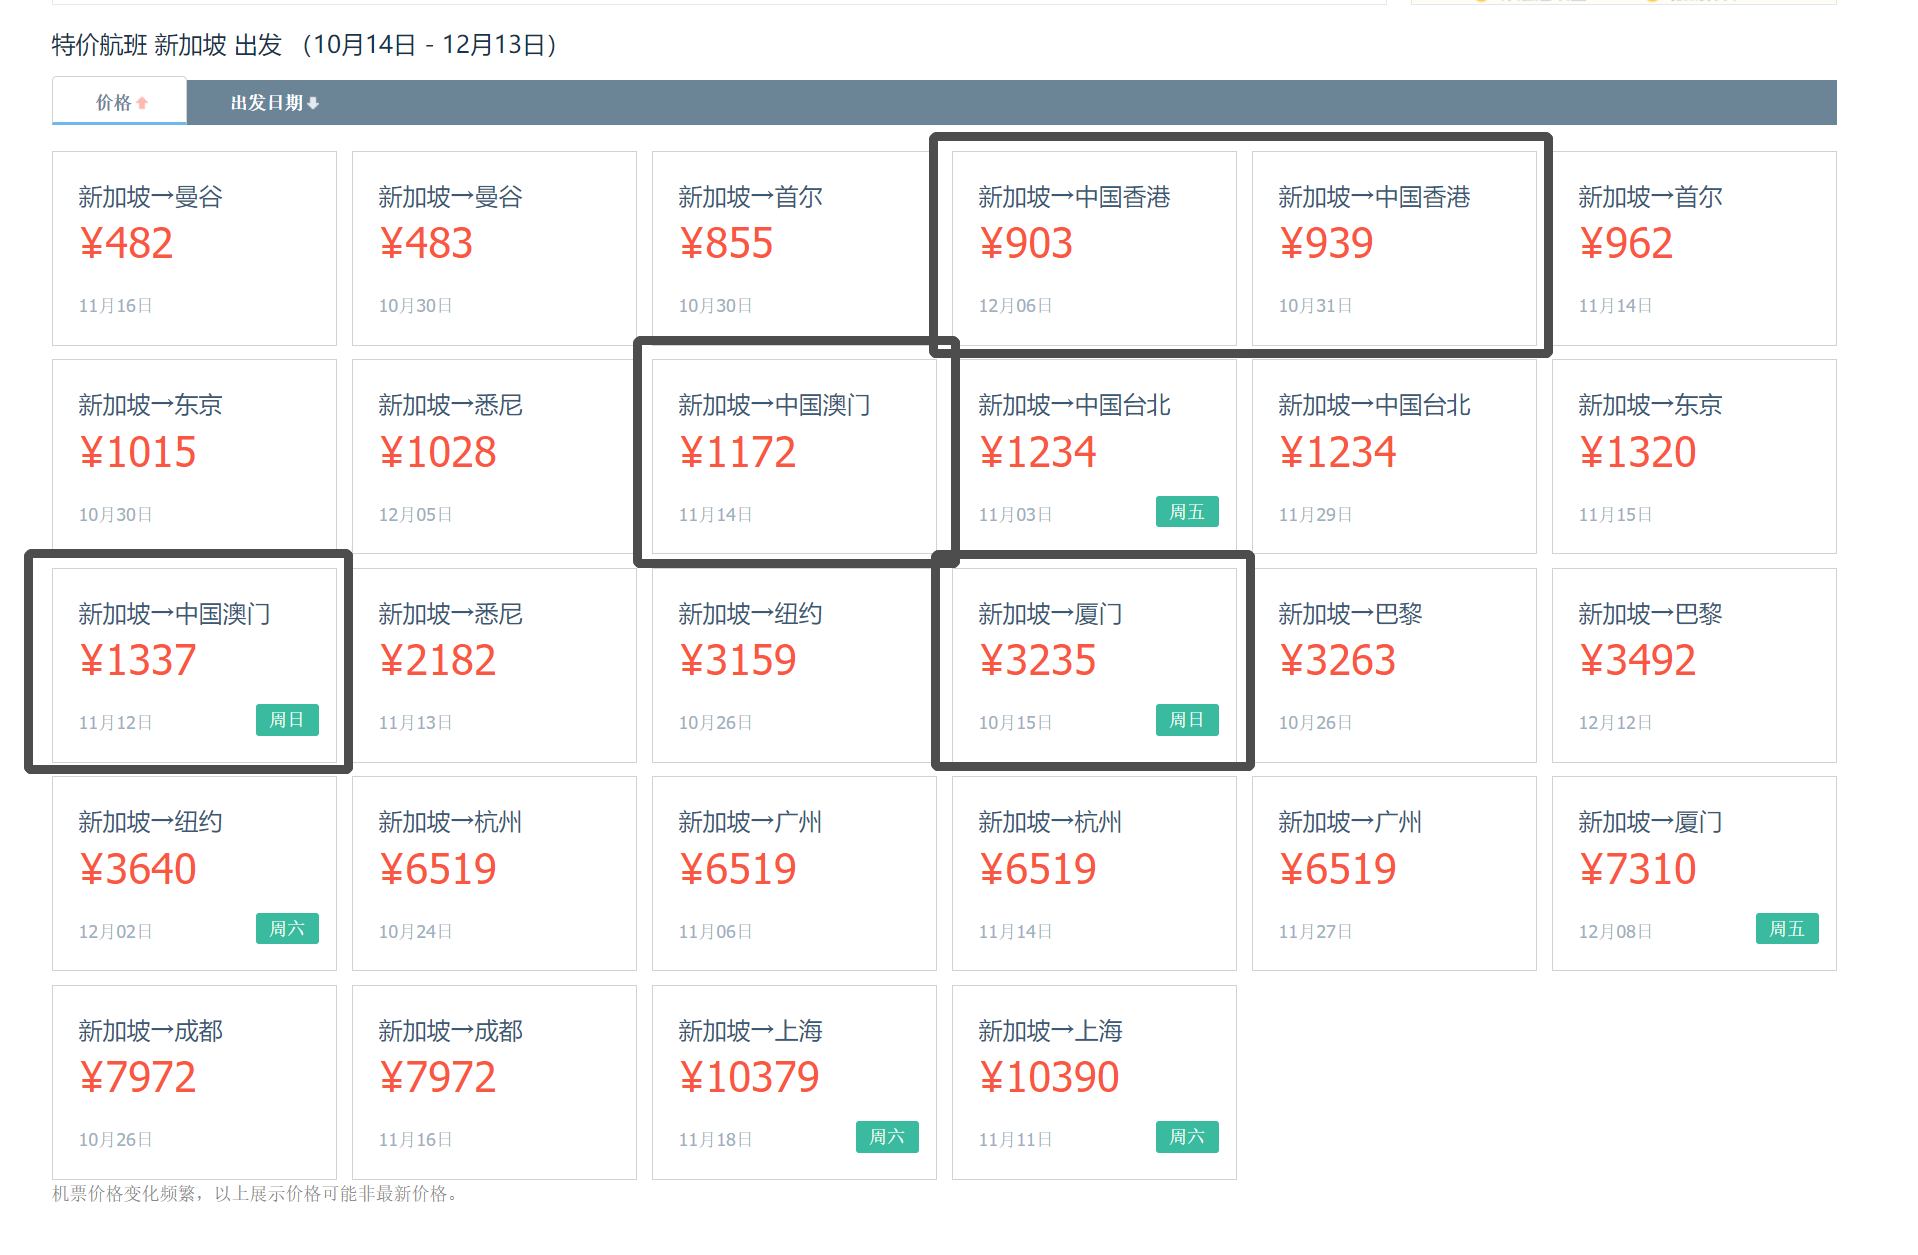 特价航班 新加坡 出发 （10月14日 - 12月13日）
价格 出发日期
新加坡→曼谷
¥482
11月16日
新加坡→曼谷
¥483
10月30日
新加坡→首尔
¥855
10月30日
新加坡→中国香港
¥903
12月06日
新加坡→中国香港
¥939
10月31日
新加坡→首尔
¥962
11月14日
新加坡→东京
¥1015
10月30日
新加坡→悉尼
¥1028
12月05日
新加坡→中国澳门
¥1172
11月14日
新加坡→中国台北
¥1234
11月03日 周五
新加坡→中国台北
¥1234
11月29日
新加坡→东京
¥1320
11月15日
新加坡→中国澳门
¥1337
11月12日 周日
新加坡→悉尼
¥2182
11月13日
新加坡→纽约
¥3159
10月26日
新加坡→厦门
¥3235
10月15日 周日
新加坡→巴黎
¥3263
10月26日
新加坡→巴黎
¥3492
12月12日
新加坡→纽约
¥3640
12月02日 周六
新加坡→杭州
¥6519
10月24日
新加坡→广州
¥6519
11月06日
新加坡→杭州
¥6519
11月14日
新加坡→广州
¥6519
11月27日
新加坡→厦门
¥7310
12月08日 周五
新加坡→成都
¥7972
10月26日
新加坡→成都
¥7972
11月16日
新加坡→上海
¥10379
11月18日 周六
新加坡→上海
¥10390
11月11日 周六
机票价格变化频繁，以上展示价格可能非最新价格。